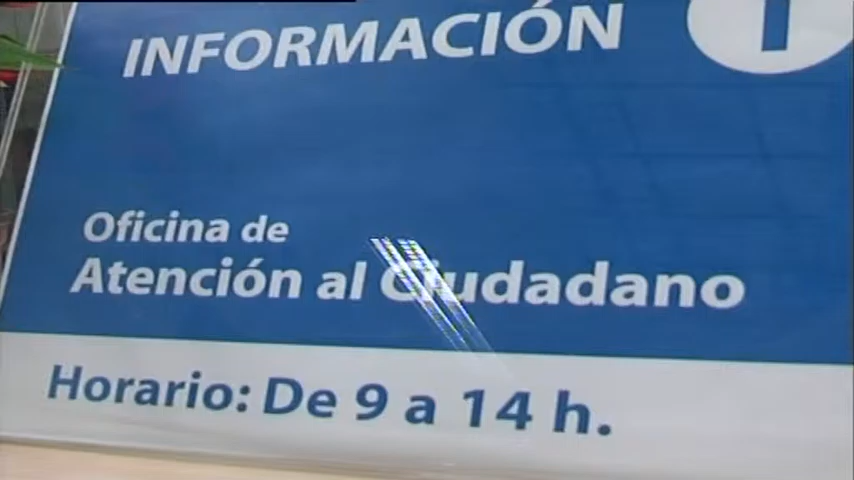 INFORMACIÓN
Oficina de
Atención al Ciudadano
Horario: De 9 a 14 h.